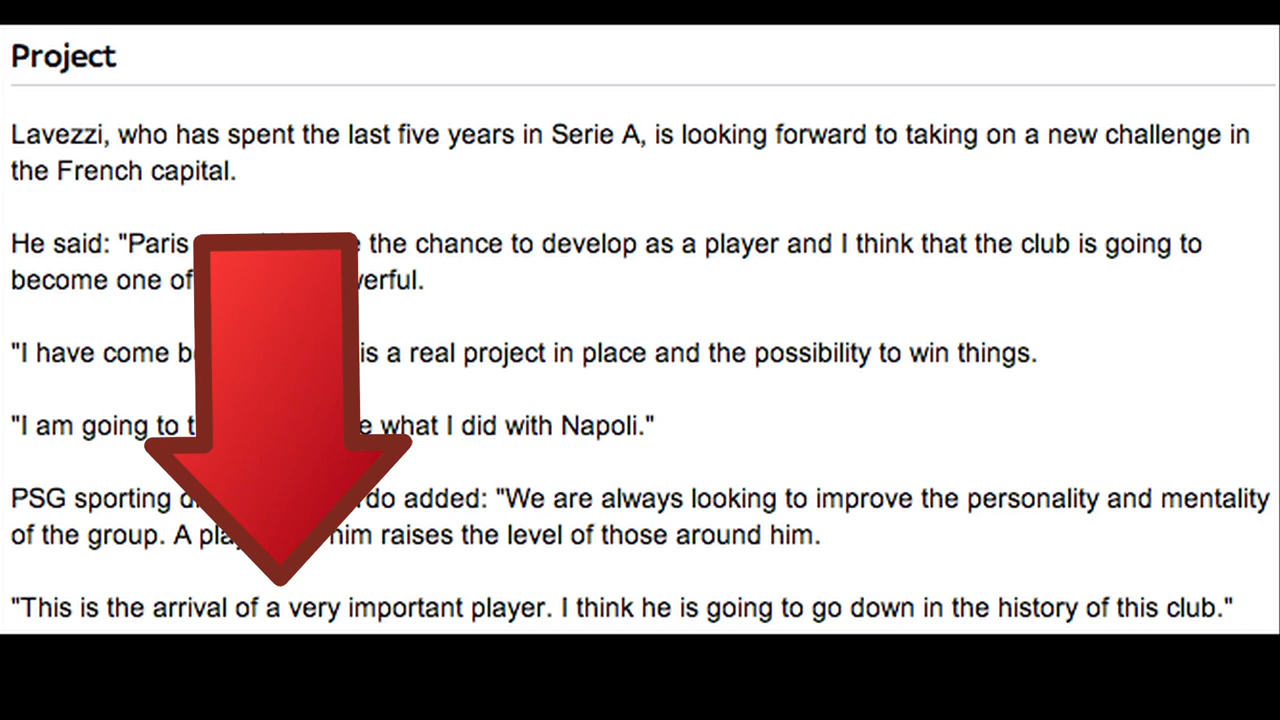 Project
Lavezzi, who has spent the last five years in Serie A, is looking forward to taking on a new challenge in
the French capital.
He said: "Paris the chance to develop as a player and I think that the club is going to
become one of
"I have come is a real project in place and the possibility to win things.
"I am going to what I did with Napoli."
PSG sporting added: "We are always looking to improve the personality and mentality
of the group. A him raises the level of those around him.
"This is the arrival of a very important player. I think he is going to go down in the history of this club."